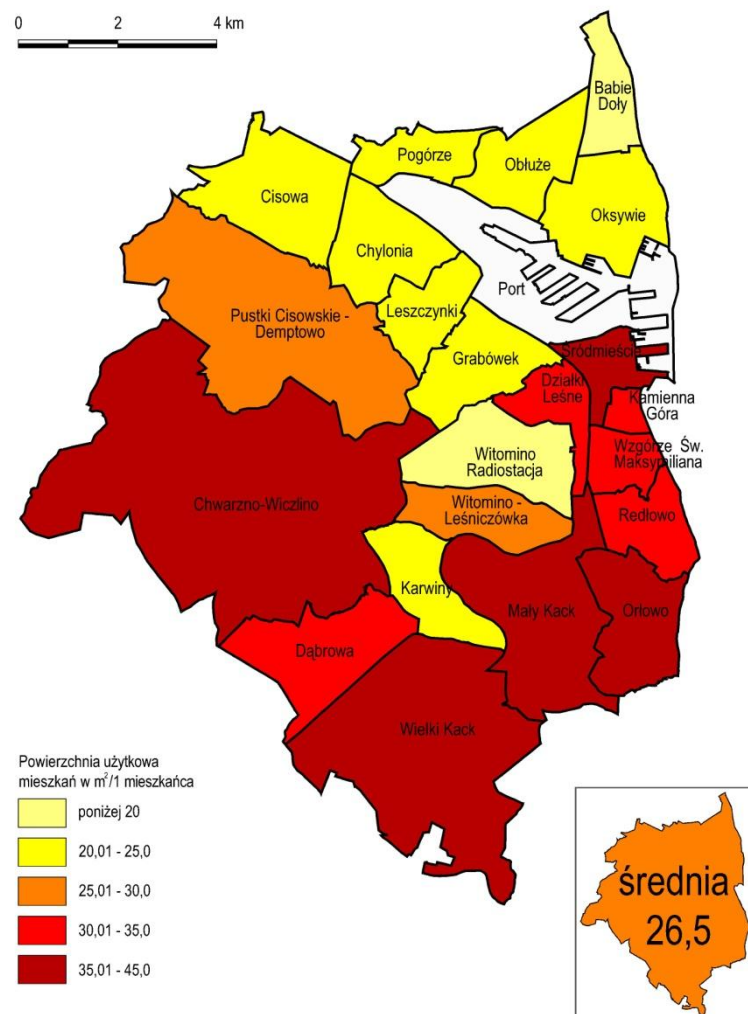 0 2 4 km
Babie
Doły
Pogórze
Obłuże
Cisowa
Oksywie
Chylonia
Port
Leszczynki
Pustki Cisowskie -
Demptowo
Grabówek
Śródmieście
Działki
Leśne
Kamienna
Góra
Witomino
Radiostacja
Wzgórze Św.
Maksymiliana
Chwarzno-Wiczlino
Witomino -
Leśniczówka
Redłowo
Karwiny
Mały Kack
Orłowo
Dąbrowa
Wielki Kack
Powierzchnia użytkowa
mieszkań w m²/1 mieszkańca
poniżej 20
20,01 - 25,0
25,01 - 30,0
30,01 - 35,0
35,01 - 45,0
średnia
26,5